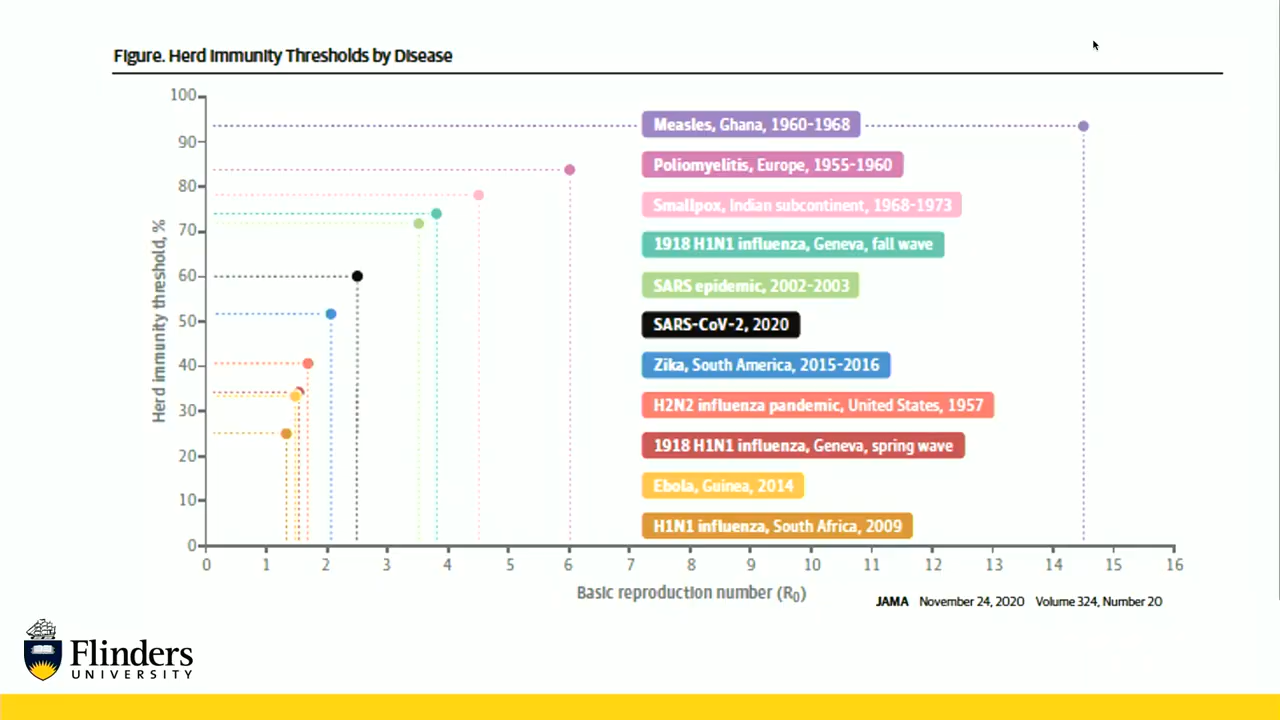 Figure. Herd Immunity Thresholds by Disease
100
90
80
70
60
50
40
30
20
10
0
Herd immunity threshold, %
Measles, Ghana, 1960-1968
Poliomyelitis, Europe, 1955-1960
Smallpox, Indian subcontinent, 1968-1973
1918 H1N1 influenza, Geneva, fall wave
SARS epidemic, 2002-2003
SARS-CoV-2, 2020
Zika, South America, 2015-2016
H2N2 influenza pandemic, United States, 1957
1918 H1N1 influenza, Geneva, spring wave
Ebola, Guinea, 2014
H1N1 influenza, South Africa, 2009
0 1 2 3 4 5 6 7 8 9 10 11 12 13 14 15 16
Basic reproduction number (R0)
JAMA November 24, 2020 Volume 324, Number 20
Flinders
UNIVERSITY